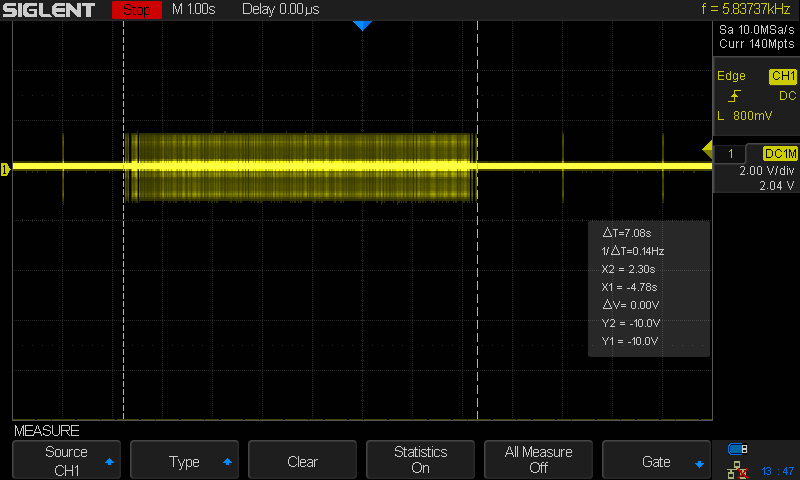 SIGLENT Stop M 1.00s Delay 0.00µs f = 5.83737kHz
Sa 10.0MSa/s
Curr 140Mpts
Edge CH1
DC
L 800mV
1 DC1M
2.00 V/div
2.04 V
1
ΔT=7.08s
1/ΔT=0.14Hz
X2 = 2.30s
X1 = -4.78s
ΔV= 0.00V
Y2 = -10.0V
Y1 = -10.0V
MEASURE
Source
CH1
Type
Clear
Statistics
On
All Measure
Off
Gate
13 : 47